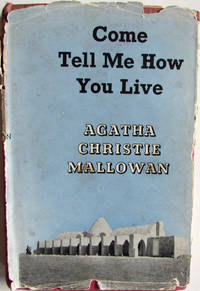 Come
Tell Me How
You Live
AGATHA
CHRISTIE
MALLOWAN